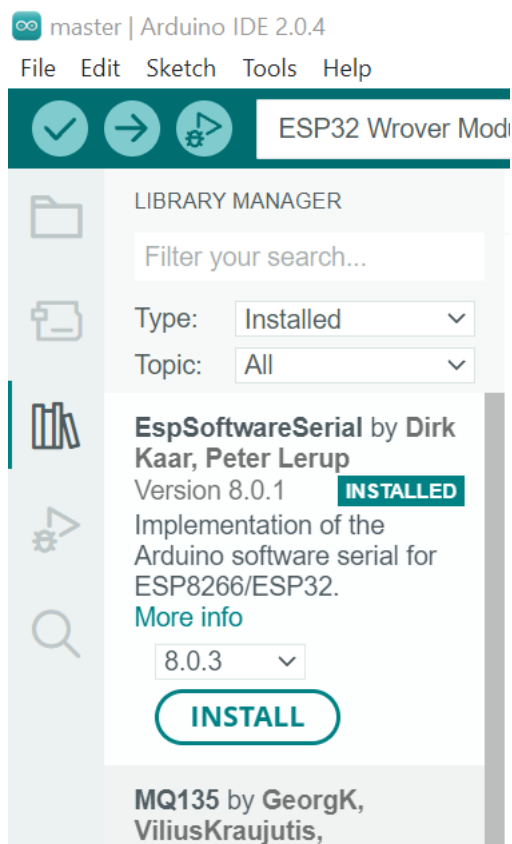 master | Arduino IDE 2.0.4
File Edit Sketch Tools Help
ESP32 Wrover Modu
LIBRARY MANAGER
Filter your search...
Type: Installed
Topic: All
EspSoftwareSerial by Dirk
Kaar, Peter Lerup
Version 8.0.1 INSTALLED
Implementation of the
Arduino software serial for
ESP8266/ESP32.
More info
8.0.3
INSTALL
MQ135 by GeorgK,
ViliusKraujutis,